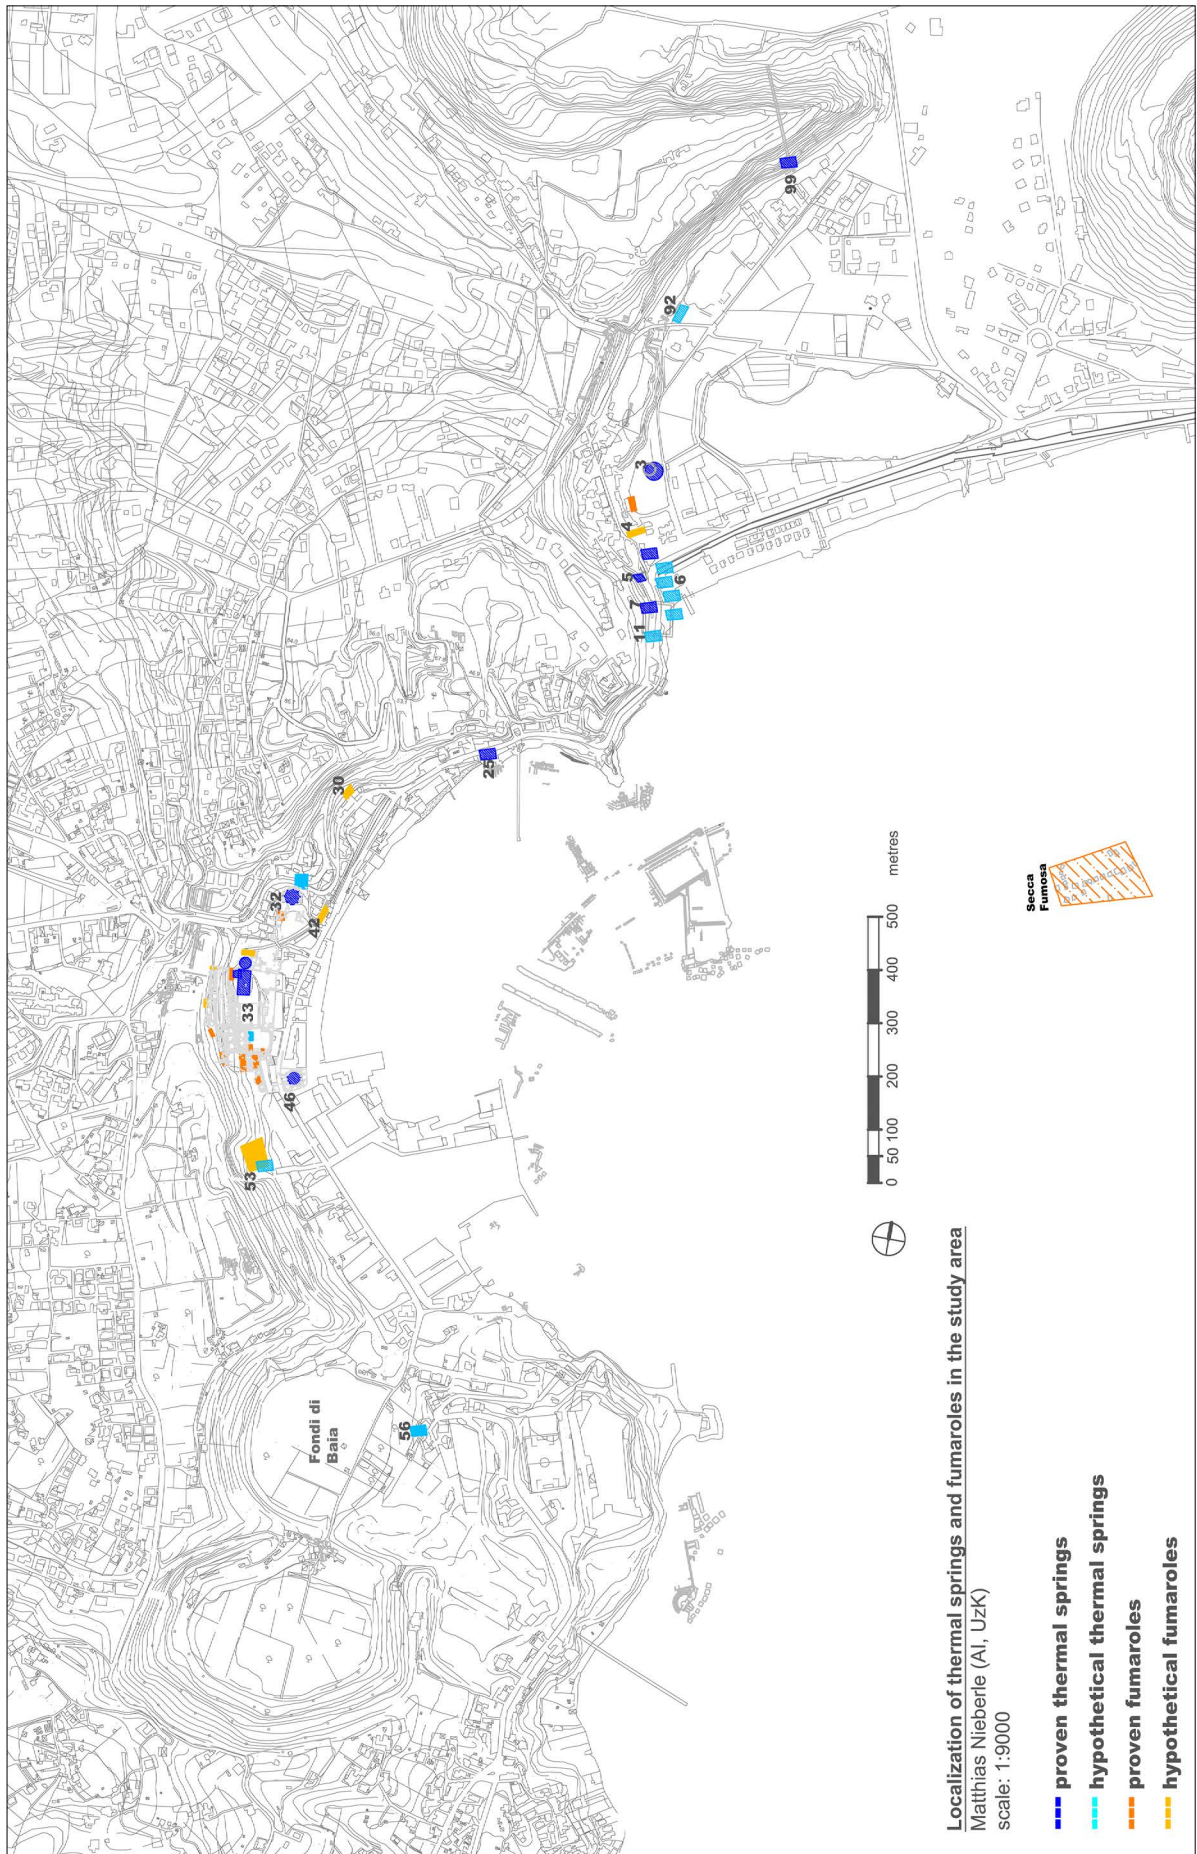 Localization of thermal springs and fumaroles in the study area
Matthias Nieberle (AI, UzK)
scale: 1:9000
proven thermal springs
hypothetical thermal springs
proven fumaroles
hypothetical fumaroles
0 50 100 200 300 400 500 metres
Secca
Fumosa
Fondi di
Baia
56
53
46
33
32
42
30
25
11
7
5
6
4
3
92
99